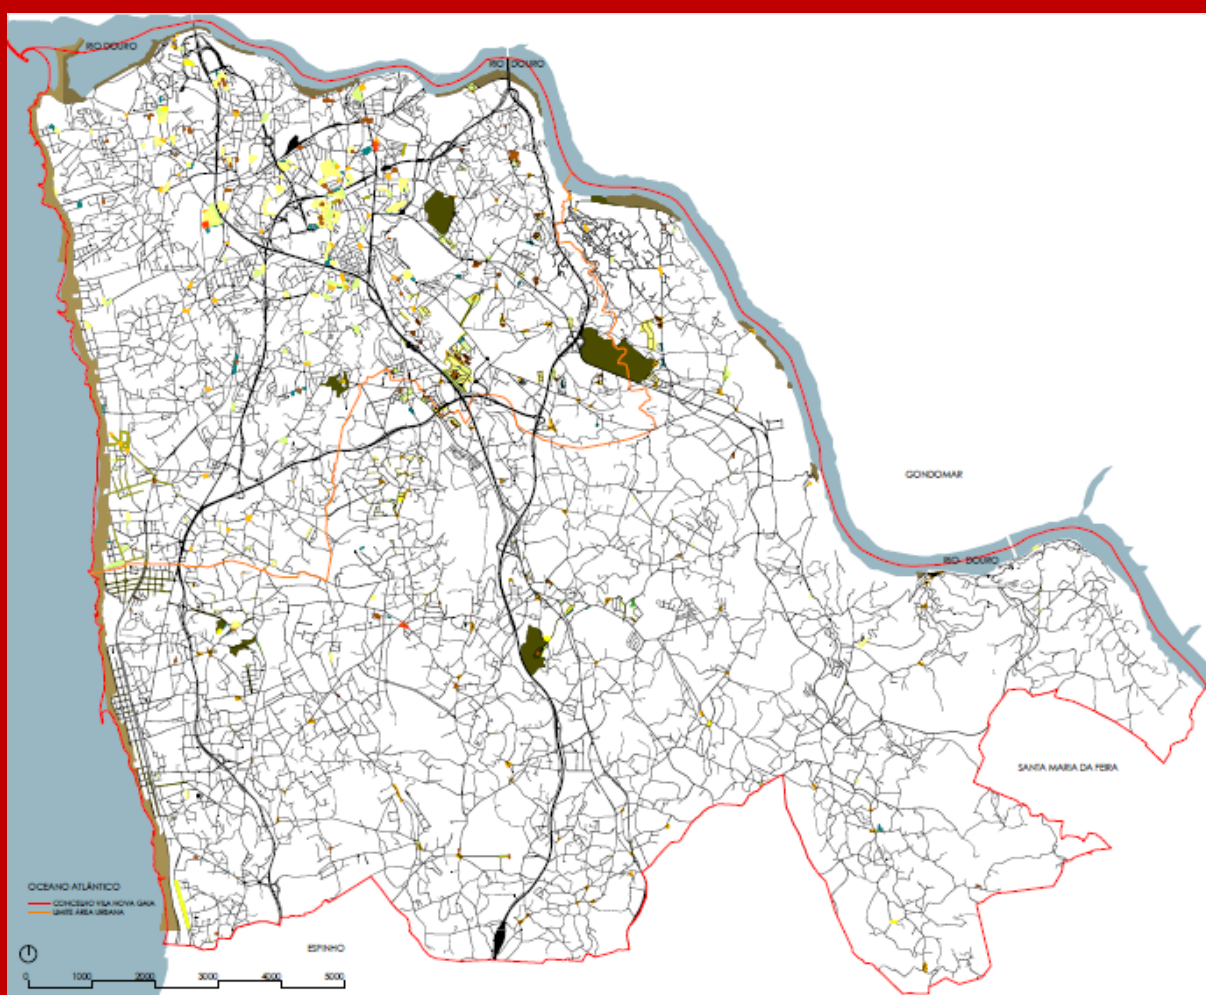 RIO DOURO
RIO DOURO
GONDOMAR
RIO DOURO
SANTA MARIA DA FEIRA
OCEANO ATLÂNTICO
CONCELHO VILA NOVA GAIA
LIMITE ÁREA URBANA
ESPINHO
0 1000 2000 3000 4000 5000